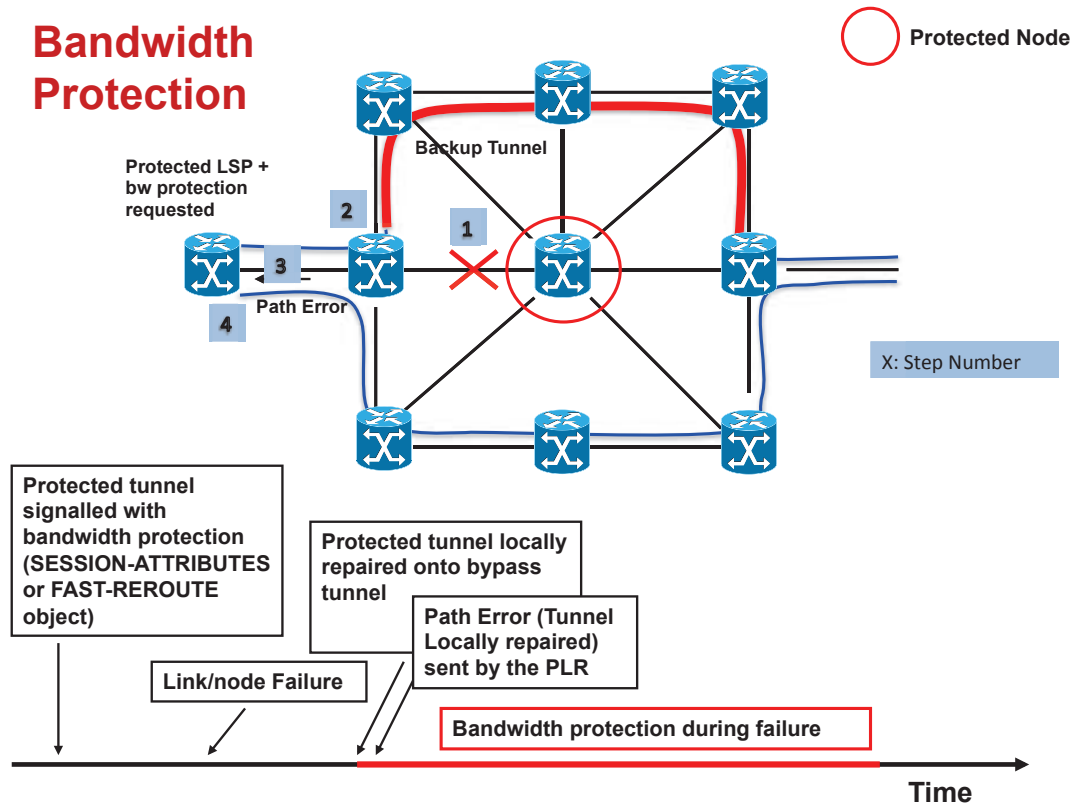 Bandwidth
Protection
Protected Node
Backup Tunnel
Protected LSP +
bw protection
requested
2
1
3
Path Error
4
X: Step Number
Protected tunnel
signalled with
bandwidth protection
(SESSION-ATTRIBUTES
or FAST-REROUTE
object)
Protected tunnel locally
repaired onto bypass
tunnel
Path Error (Tunnel
Locally repaired)
sent by the PLR
Link/node Failure
Bandwidth protection during failure
Time